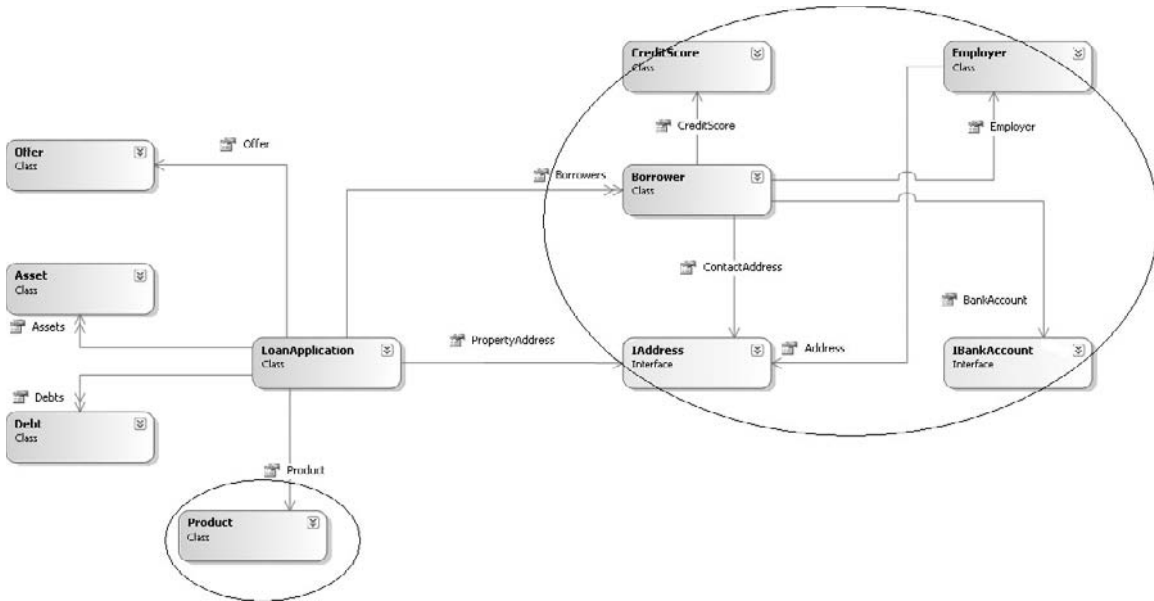 CreditScore
Class
Employer
Class
CreditScore
Employor
Offer
Offer
Class
Borrowers
Borrower
Class
ContactAddress
Asset
Class
BankAccount
Assets
PropertyAddress
Address
LoanApplication
Class
IAddress
Interface
IBankAccount
Interface
Debts
Debt
Class
Product
Product
Class